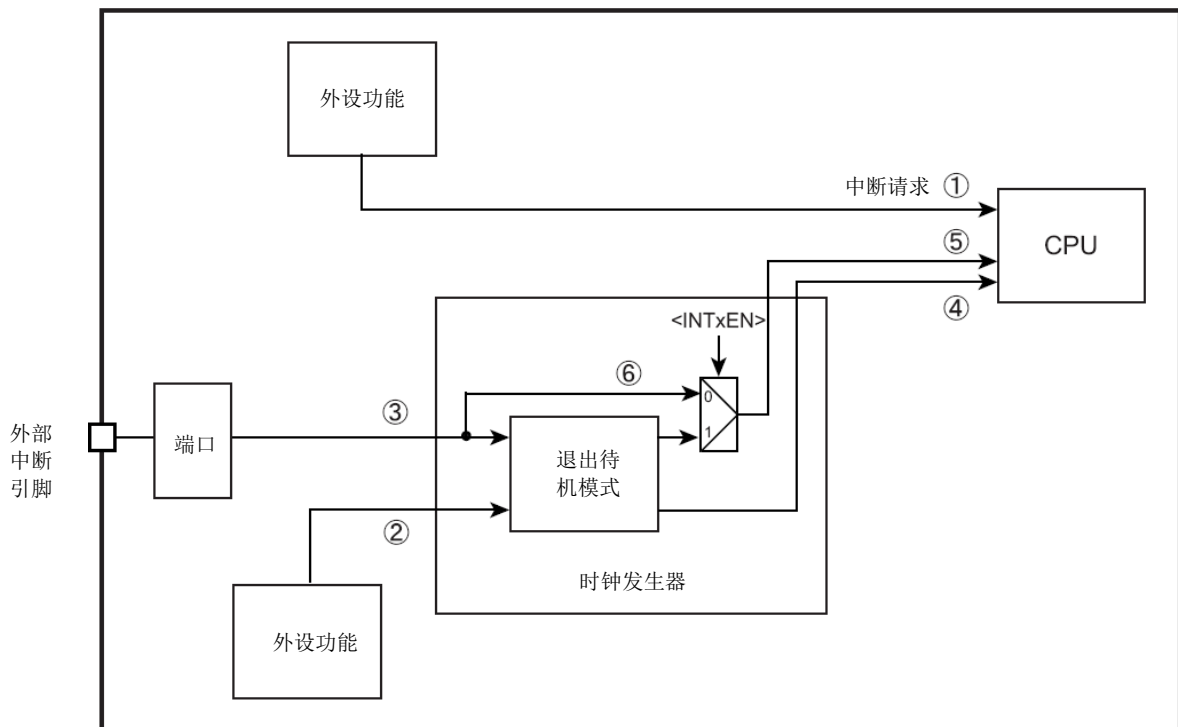 外设功能
中断请求 ①
CPU
⑤
④
<INTxEN>
⑥
0
③
1
外部
中断
引脚
端口
退出待
机模式
②
时钟发生器
外设功能